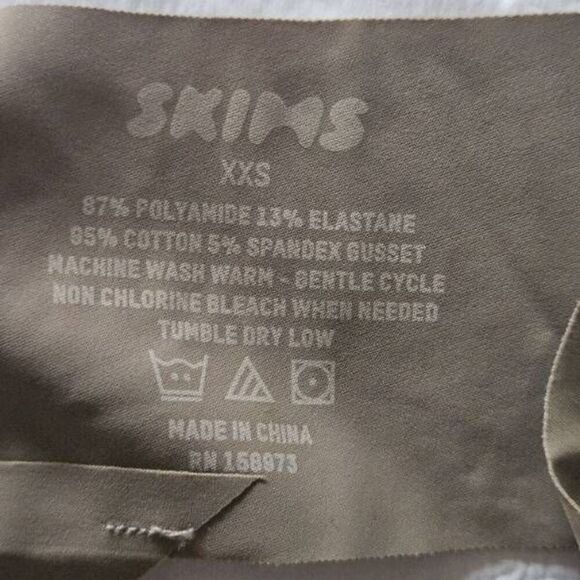 SKIMS
XXS
87% POLYAMIDE 13% ELASTANE
95% COTTON 5% SPANDEX GUSSET
MACHINE WASH WARM - GENTLE CYCLE
NON CHLORINE BLEACH WHEN NEEDED
TUMBLE DRY LOW
MADE IN CHINA
RN 158973